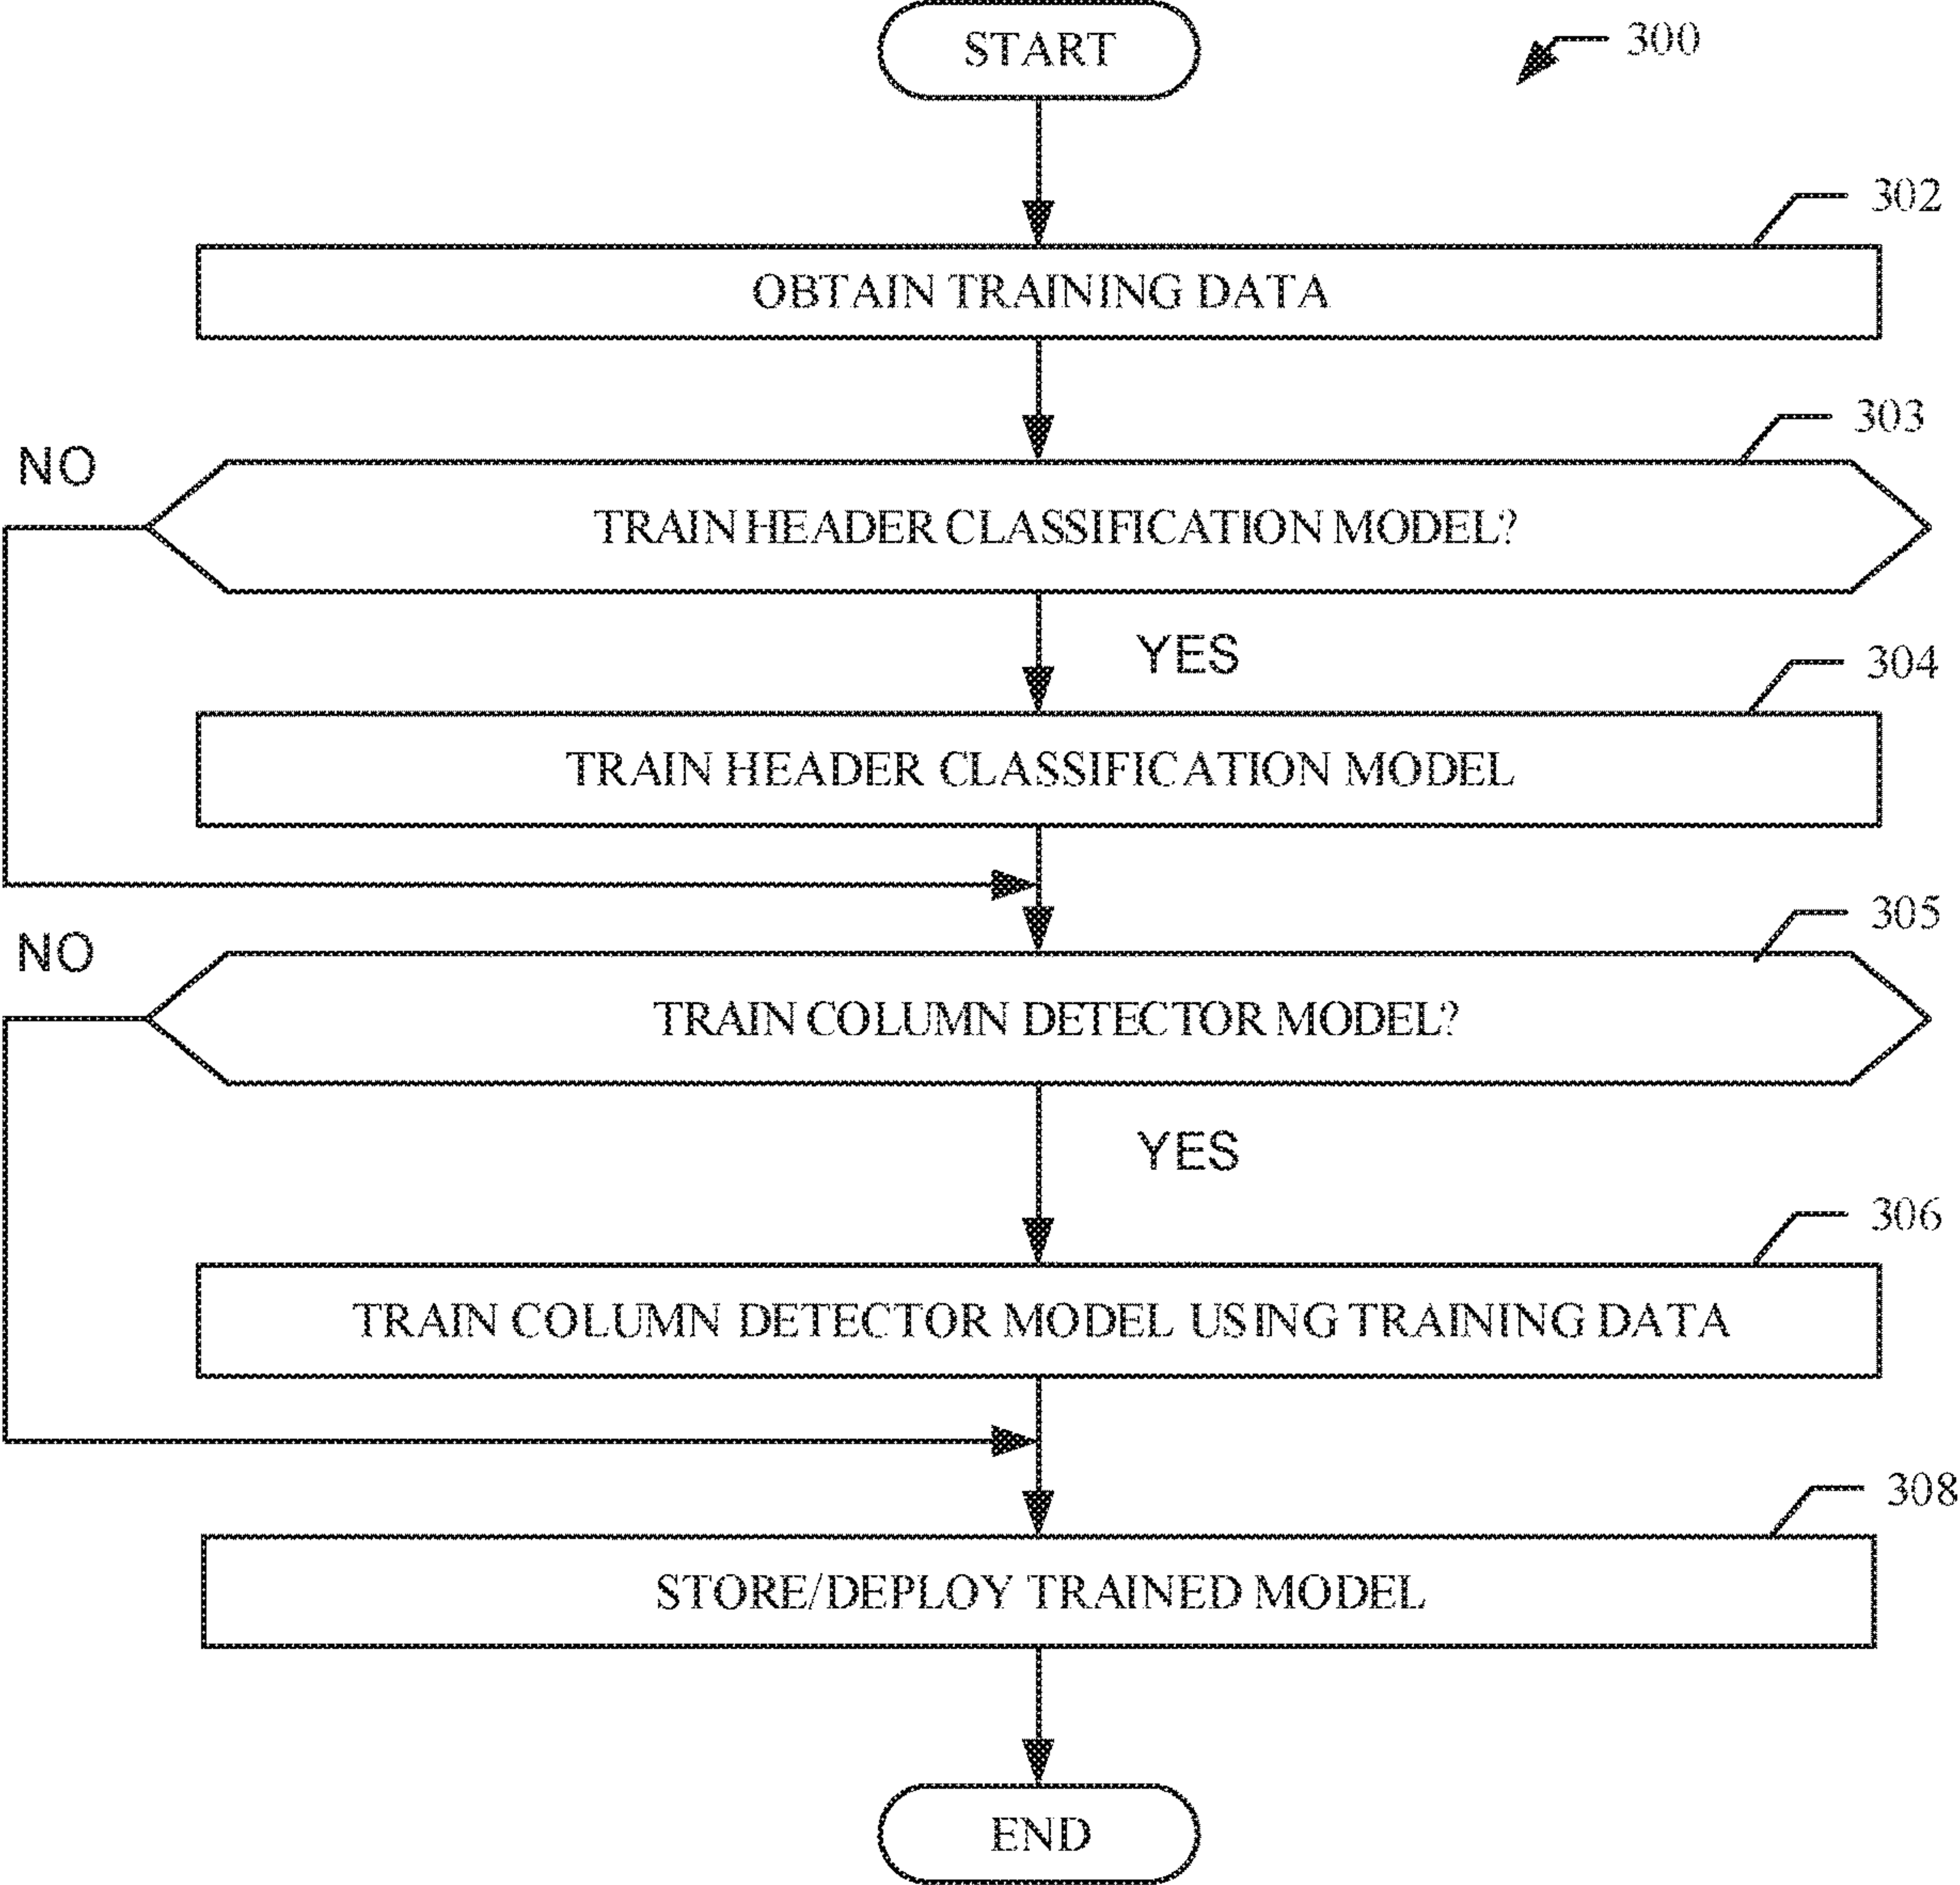 START
300
302
OBTAIN TRAINING DATA
303
NO
TRAIN HEADER CLASSIFICATION MODEL?
YES
304
TRAIN HEADER CLASSIFICATION MODEL
305
NO
TRAIN COLUMN DETECTOR MODEL?
YES
306
TRAIN COLUMN DETECTOR MODEL USING TRAINING DATA
308
STORE/DEPLOY TRAINED MODEL
END